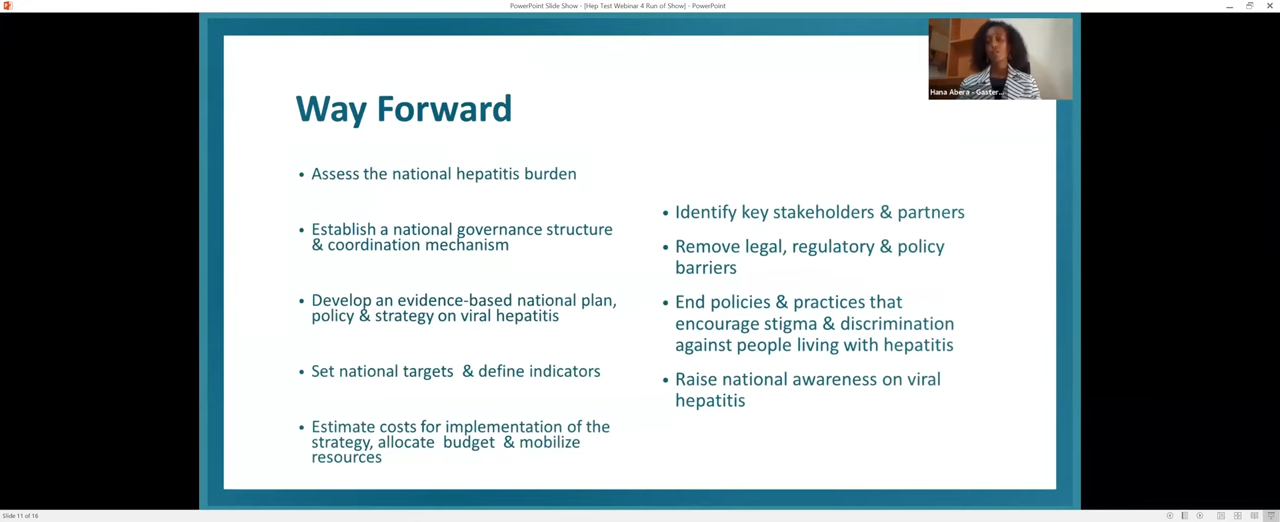 PowerPoint Slide Show - [Hep Test Webinar 4 Run of Show] - PowerPoint
Hana Abera - Gaster...
Way Forward
• Assess the national hepatitis burden
• Establish a national governance structure
& coordination mechanism
• Develop an evidence-based national plan,
policy & strategy on viral hepatitis
• Set national targets & define indicators
• Estimate costs for implementation of the
strategy, allocate budget & mobilize
resources
• Identify key stakeholders & partners
• Remove legal, regulatory & policy
barriers
• End policies & practices that
encourage stigma & discrimination
against people living with hepatitis
• Raise national awareness on viral
hepatitis
Slide 11 of 16